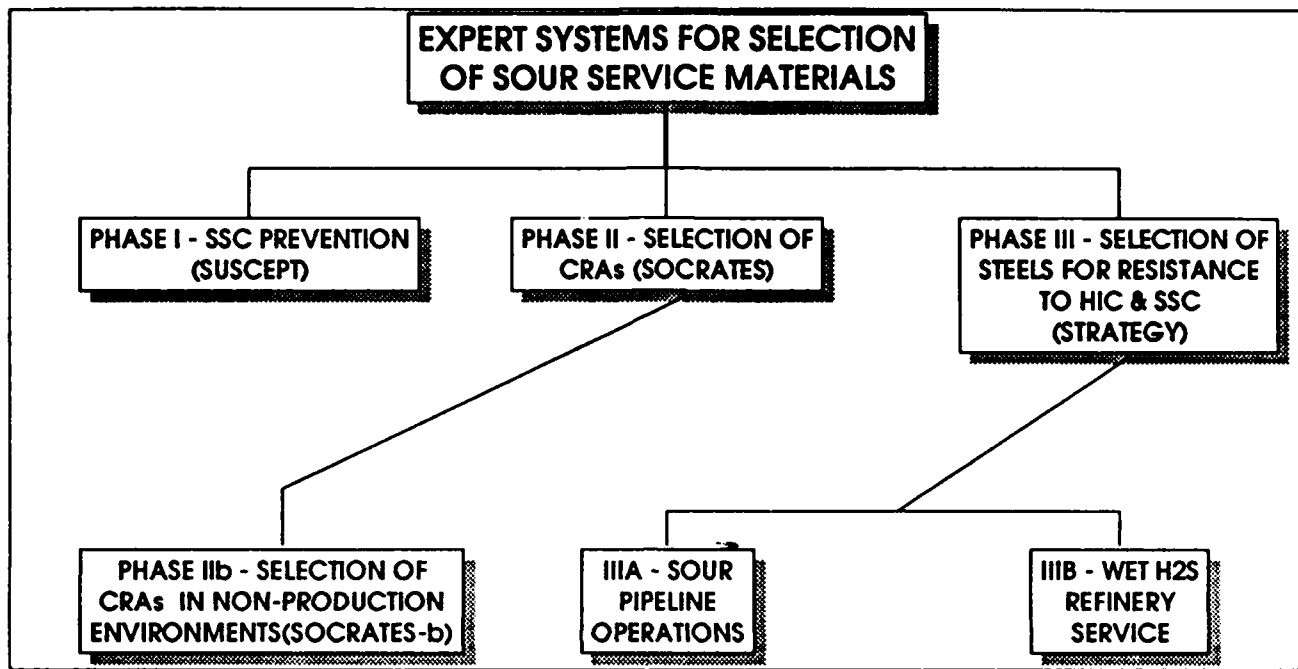 EXPERT SYSTEMS FOR SELECTION
OF SOUR SERVICE MATERIALS
PHASE I - SSC PREVENTION
(SUSCEPT)
PHASE II - SELECTION OF
CRAs (SOCRATES)
PHASE III - SELECTION OF
STEELS FOR RESISTANCE
TO HIC & SSC
(STRATEGY)
PHASE IIb - SELECTION OF
CRAs IN NON-PRODUCTION
ENVIRONMENTS(SOCRATES-b)
IIIA - SOUR
PIPELINE
OPERATIONS
IIIB - WET H2S
REFINERY
SERVICE